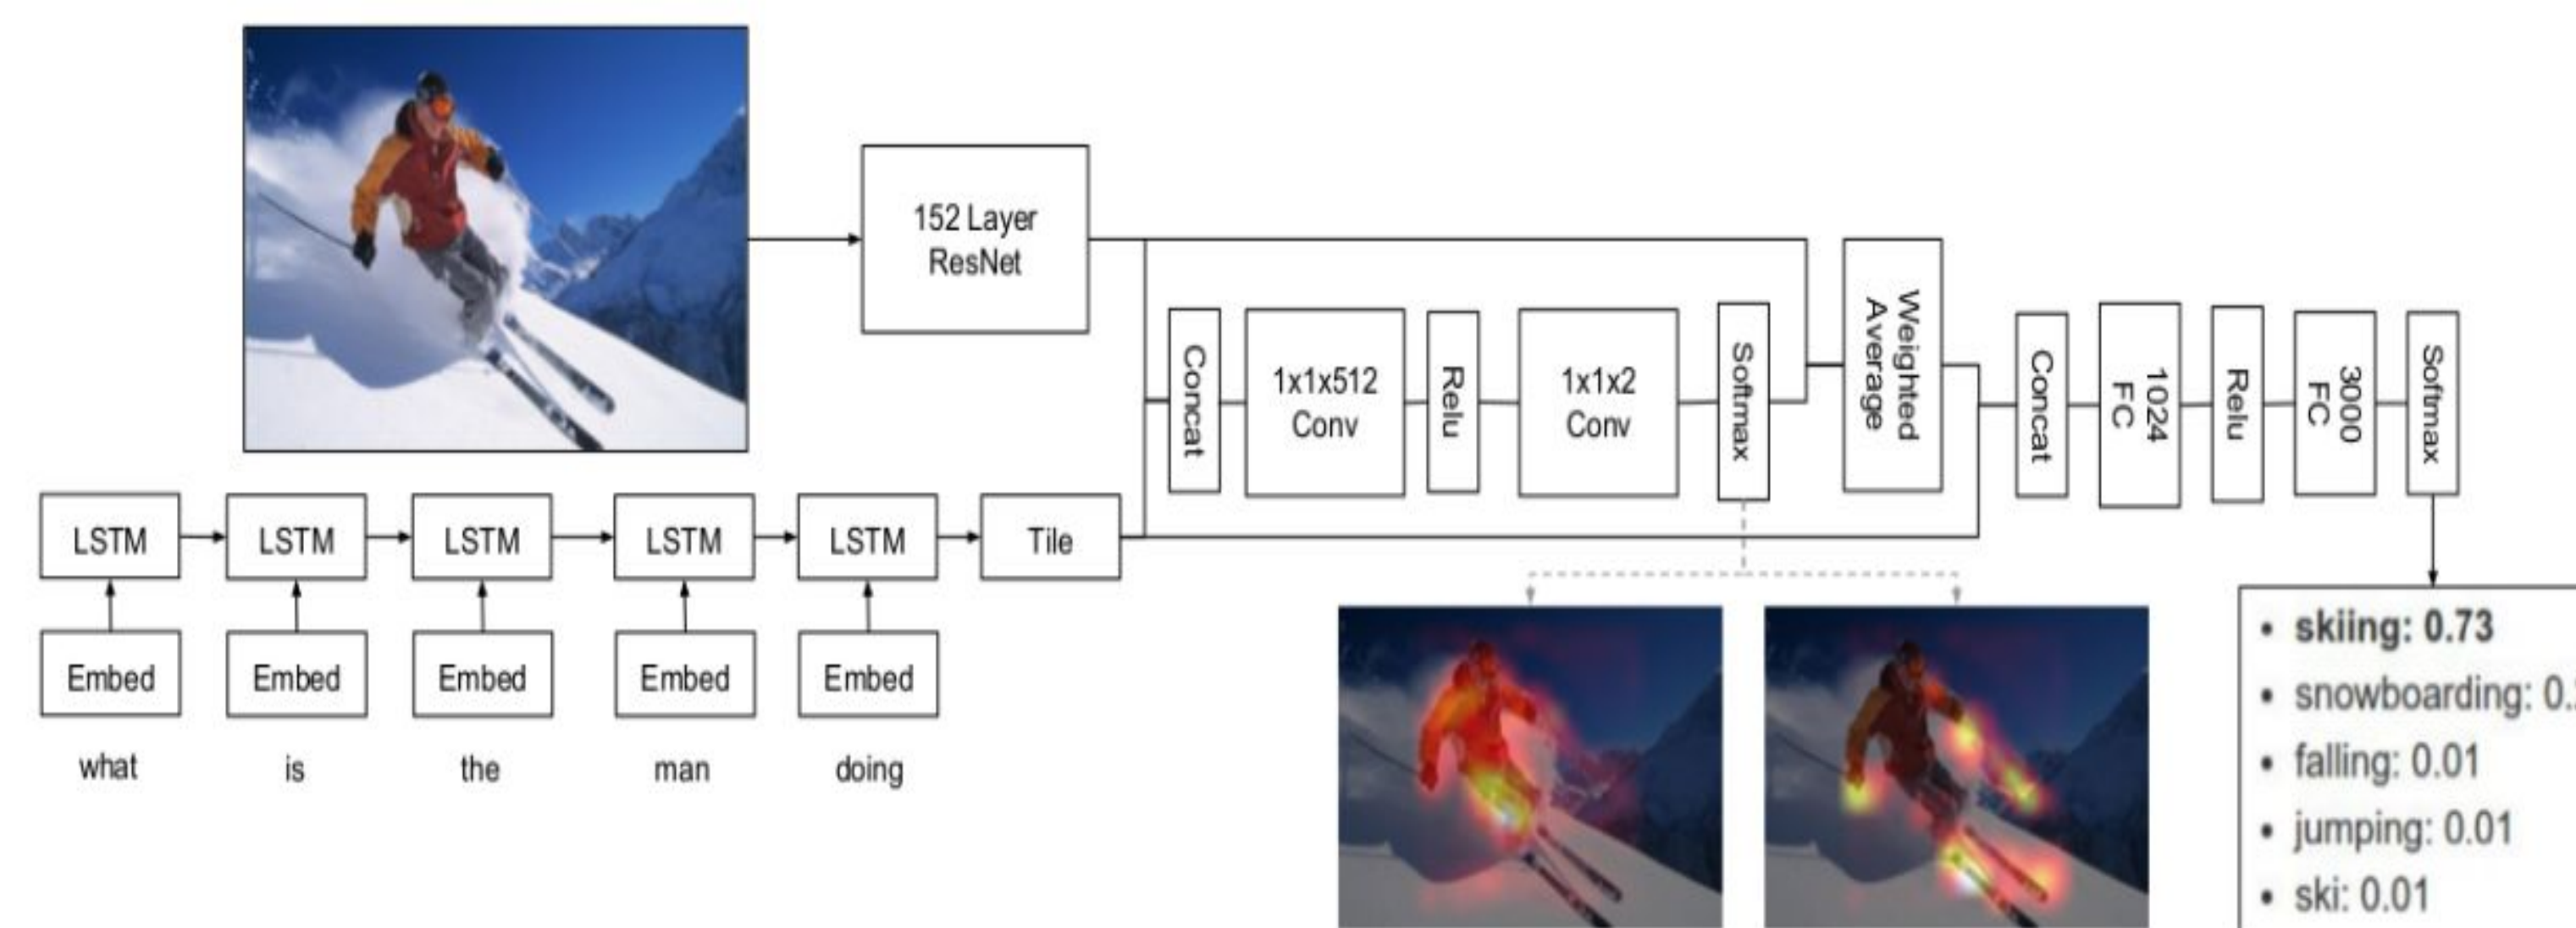 152 Layer
ResNet
Concat
1x1x512
Conv
Relu
1x1x2
Conv
Softmax
Weighted
Average
Concat
1024
FC
Relu
3000
FC
Softmax
LSTM
LSTM
LSTM
LSTM
LSTM
Tile
Embed
Embed
Embed
Embed
Embed
what
is
the
man
doing
• skiing: 0.73
• snowboarding: 0.
• falling: 0.01
• jumping: 0.01
• ski: 0.01